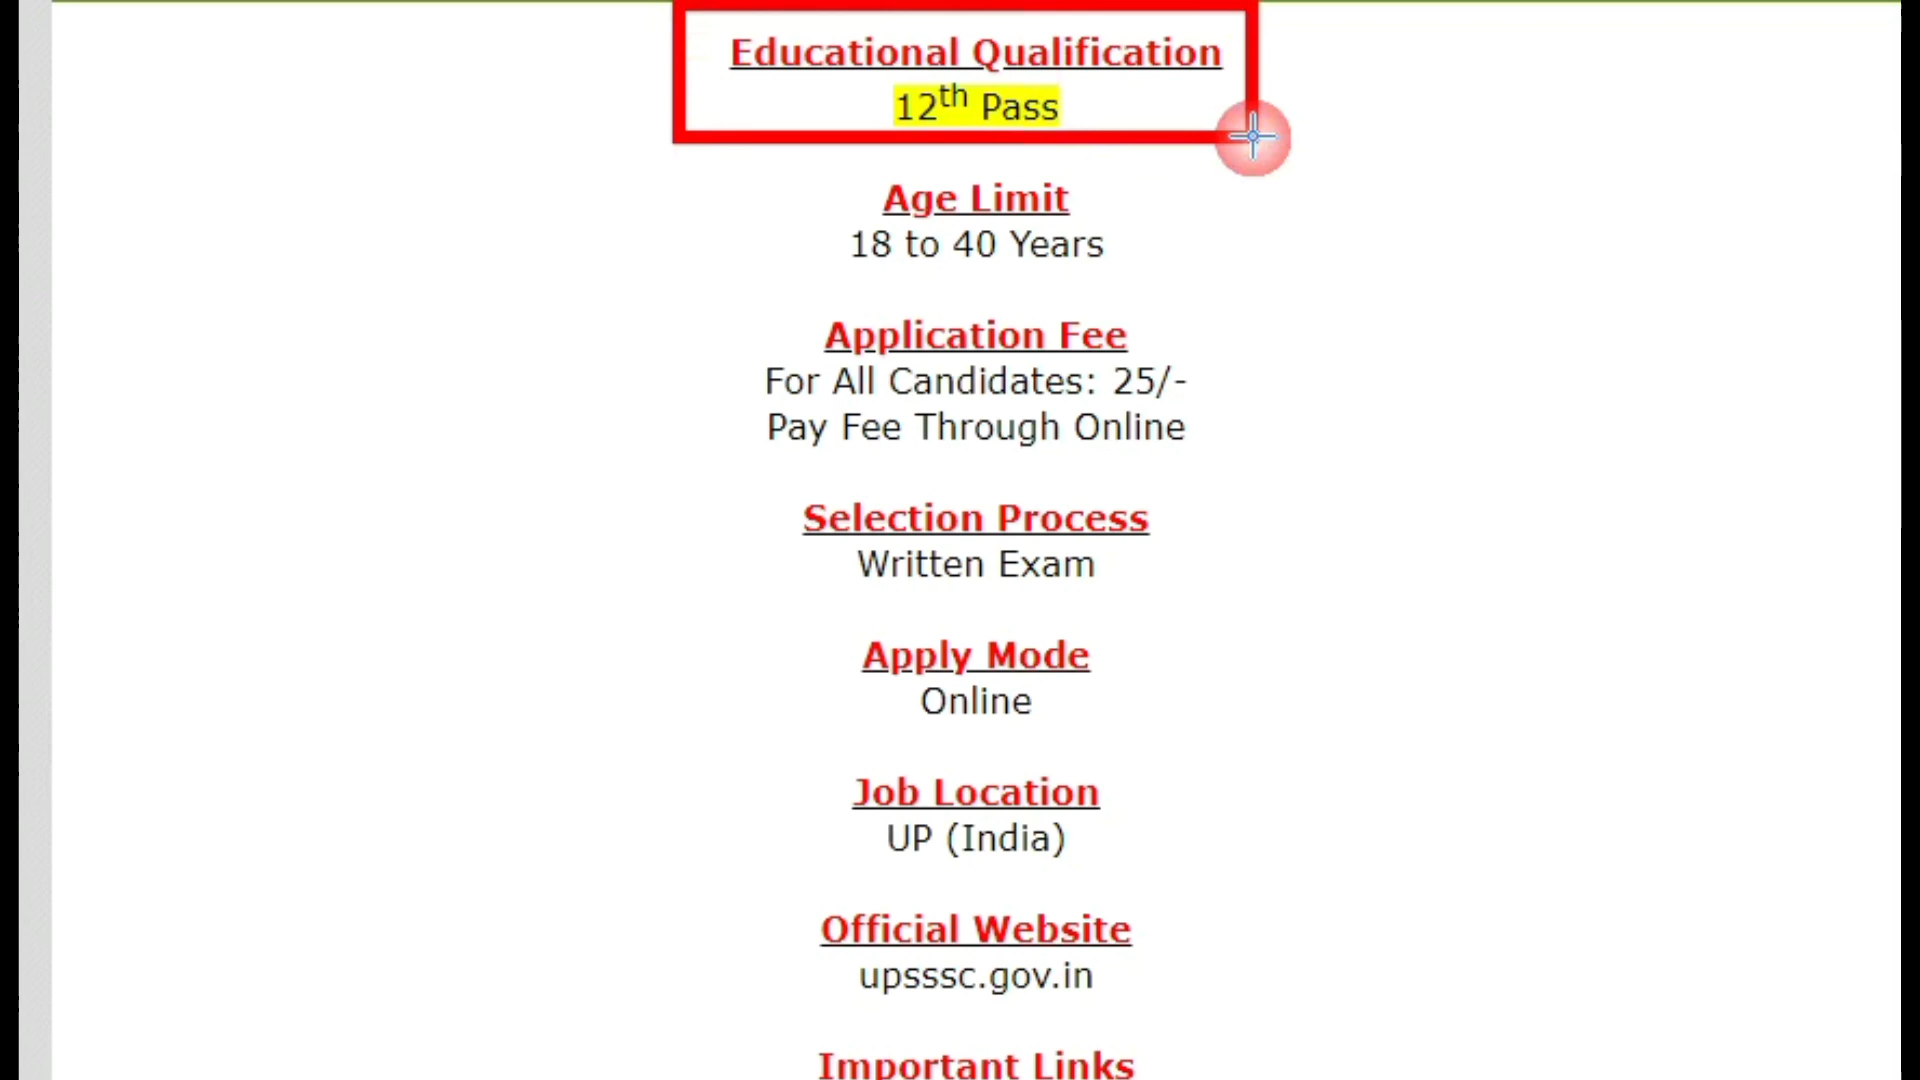 Educational Qualification
12th Pass
Age Limit
18 to 40 Years
Application Fee
For All Candidates: 25/-
Pay Fee Through Online
Selection Process
Written Exam
Apply Mode
Online
Job Location
UP (India)
Official Website
upsssc.gov.in
Important Links